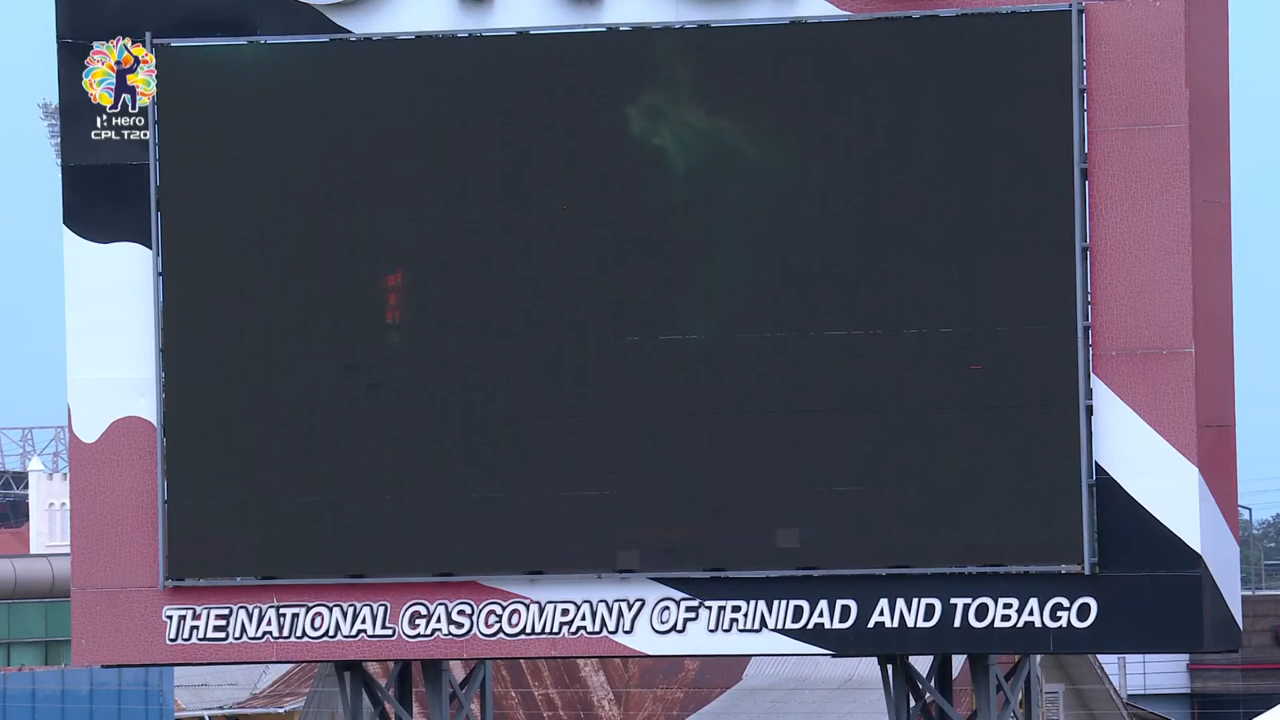 Hero
CPLT20
THE NATIONAL GAS COMPANY OF TRINIDAD AND TOBAGO